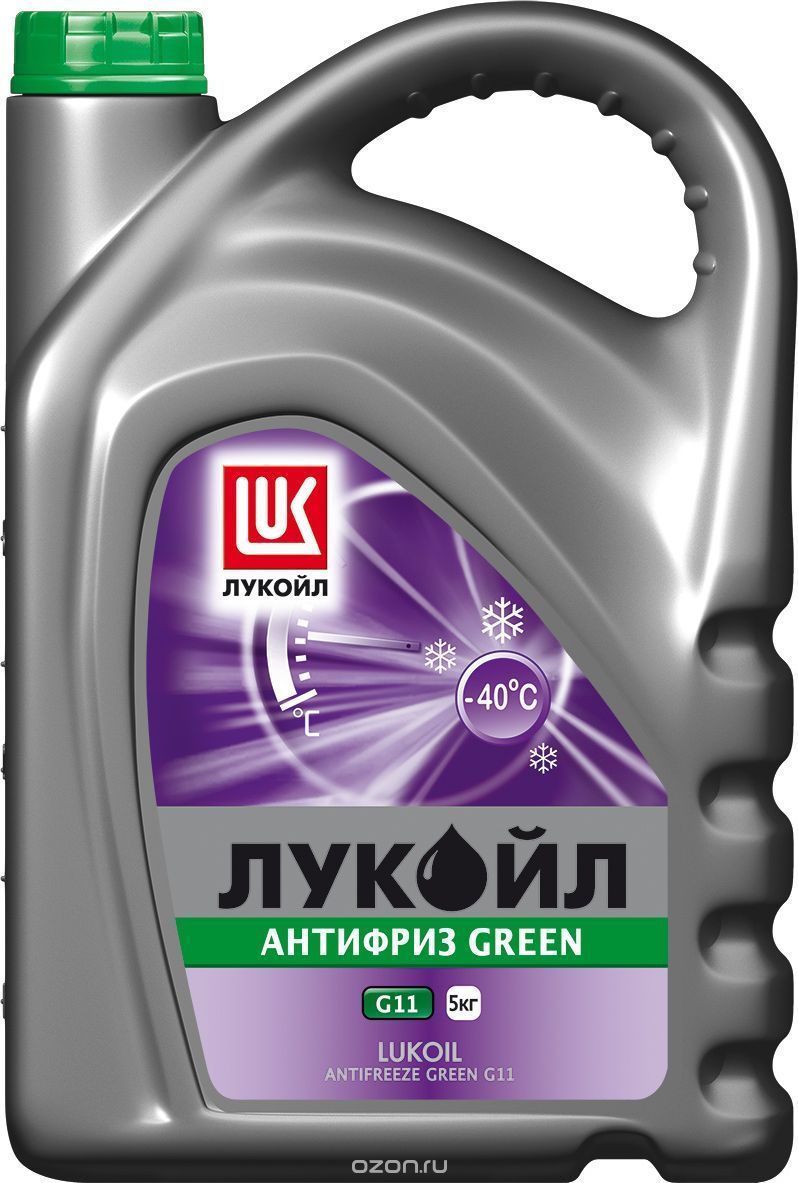 LUK
ЛУКОЙЛ
°C
-40°C
ЛУКОЙЛ
АНТИФРИЗ GREEN
G11 5кг
LUKOIL
ANTIFREEZE GREEN G11
ozon.ru